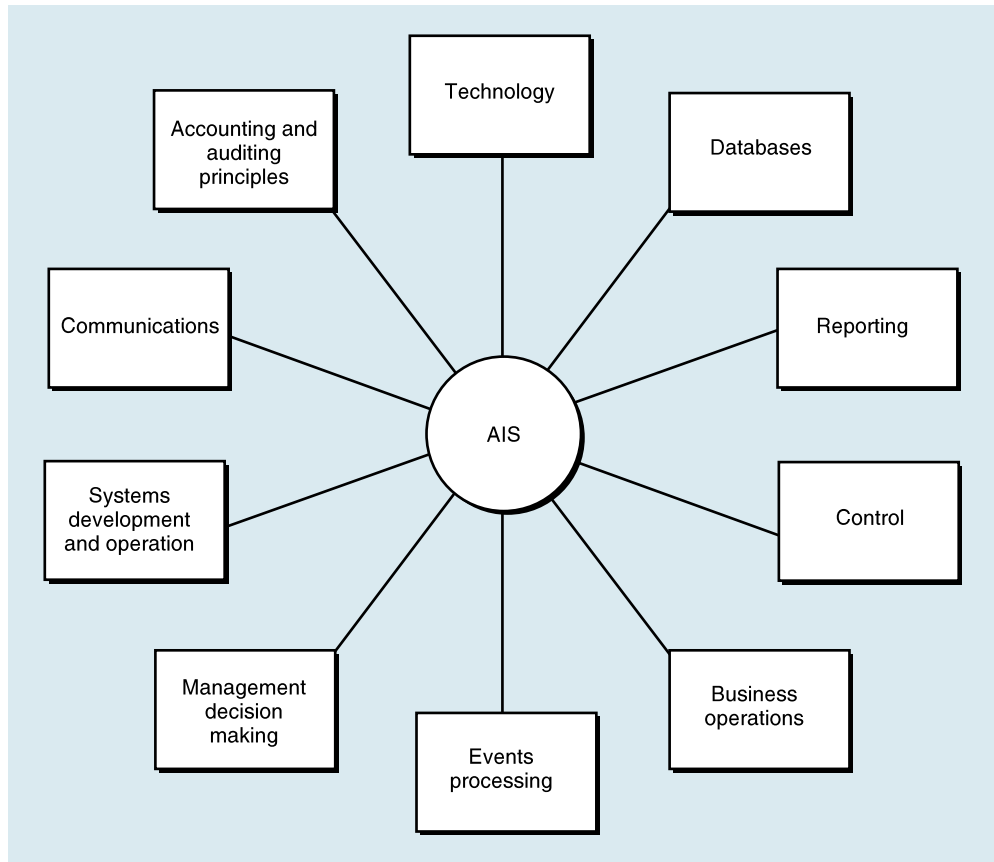 Technology
Accounting and
auditing
principles
Databases
Communications
Reporting
AIS
Systems
development
and operation
Control
Management
decision
making
Business
operations
Events
processing